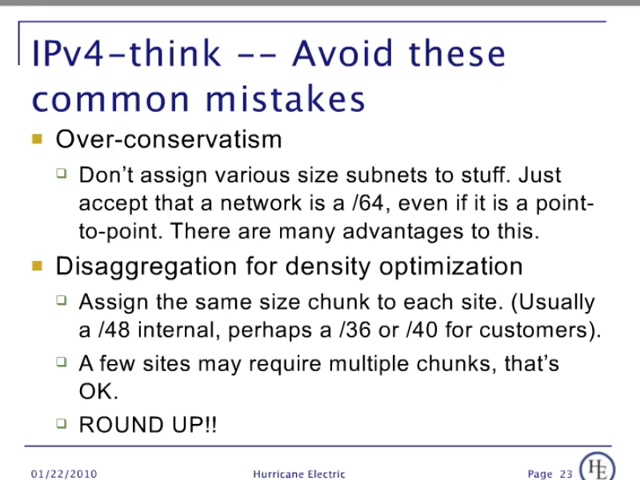 IPv4-think -- Avoid these
common mistakes
Over-conservatism
Don't assign various size subnets to stuff. Just
accept that a network is a /64, even if it is a point-
to-point. There are many advantages to this.
Disaggregation for density optimization
Assign the same size chunk to each site. (Usually
a /48 internal, perhaps a /36 or /40 for customers).
A few sites may require multiple chunks, that's
OK.
ROUND UP!!
01/22/2010 Hurricane Electric Page 23 HE